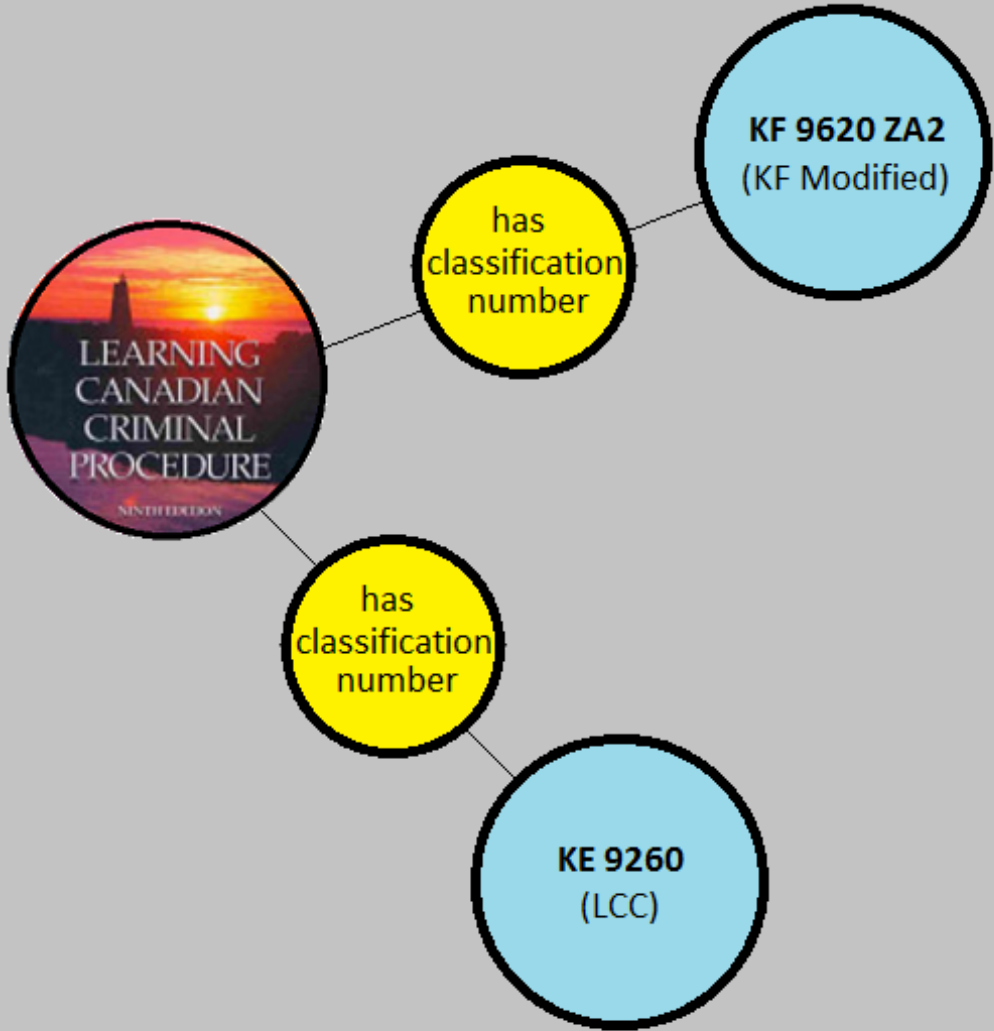 KF 9620 ZA2
(KF Modified)
has
classification
number
LEARNING
CANADIAN
CRIMINAL
PROCEDURE
NINTH EDITION
has
classification
number
KE 9260
(LCC)